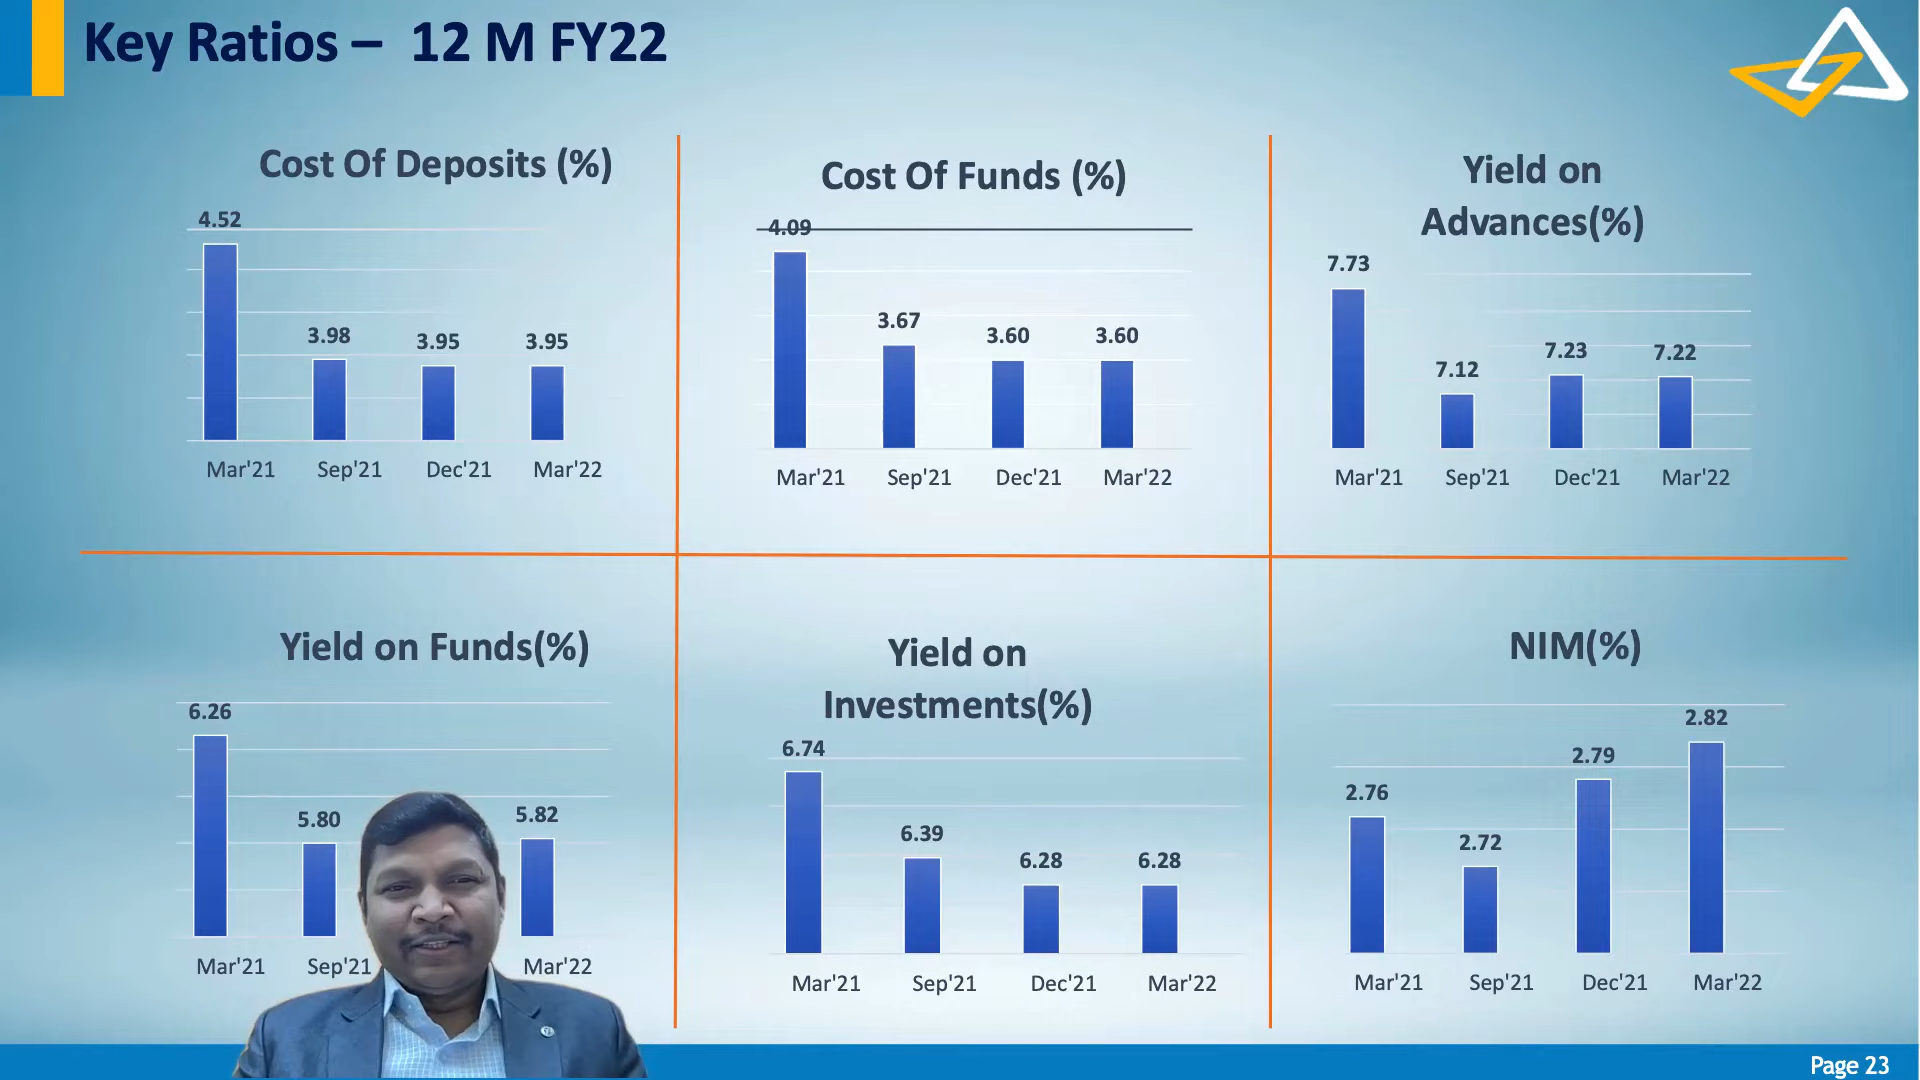 Key Ratios – 12 M FY22
Cost Of Deposits (%)
4.52
3.98
3.95
3.95
Mar'21
Sep'21
Dec'21
Mar'22
Cost Of Funds (%)
4.09
3.67
3.60
3.60
Mar'21
Sep'21
Dec'21
Mar'22
Yield on
Advances(%)
7.73
7.12
7.23
7.22
Mar'21
Sep'21
Dec'21
Mar'22
Yield on Funds(%)
6.26
5.80
5.82
Mar'21
Sep'21
Mar'22
Yield on
Investments(%)
6.74
6.39
6.28
6.28
Mar'21
Sep'21
Dec'21
Mar'22
NIM(%)
2.76
2.72
2.79
2.82
Mar'21
Sep'21
Dec'21
Mar'22
Page 23